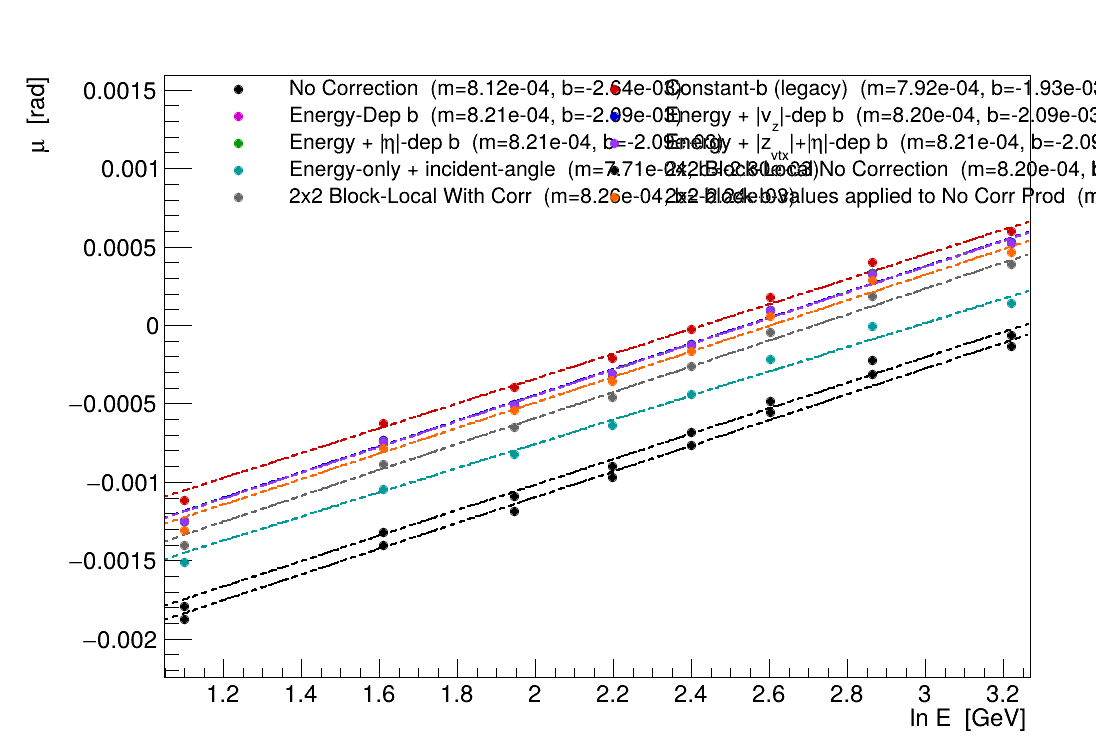 μ [rad]
No Correction (m=8.12e-04, b=-2.64e-03)
Constant-b (legacy) (m=7.92e-04, b=-1.93e-03
Energy-Dep b (m=8.21e-04, b=-2.09e-03)
Energy + |v_z|-dep b (m=8.20e-04, b=-2.09e-03
Energy + |η|-dep b (m=8.21e-04, b=-2.09e-03)
Energy + |z_vtx|+|η|-dep b (m=8.21e-04, b=-2.09
Energy-only + incident-angle (m=7.71e-04,
2x2 Block-Local No Correction (m=8.20e-04,
2x2 Block-Local With Corr (m=8.26e-04,
2x2-block b-values applied to No Corr Prod (m
0.0015
0.001
0.0005
0
−0.0005
−0.001
−0.0015
−0.002
1.2 1.4 1.6 1.8 2 2.2 2.4 2.6 2.8 3 3.2
ln E [GeV]